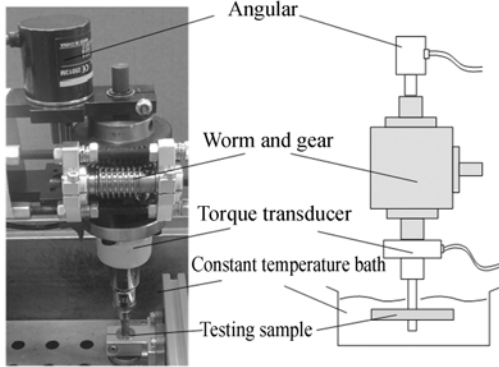 Angular
Worm and gear
Torque transducer
Constant temperature bath
Testing sample